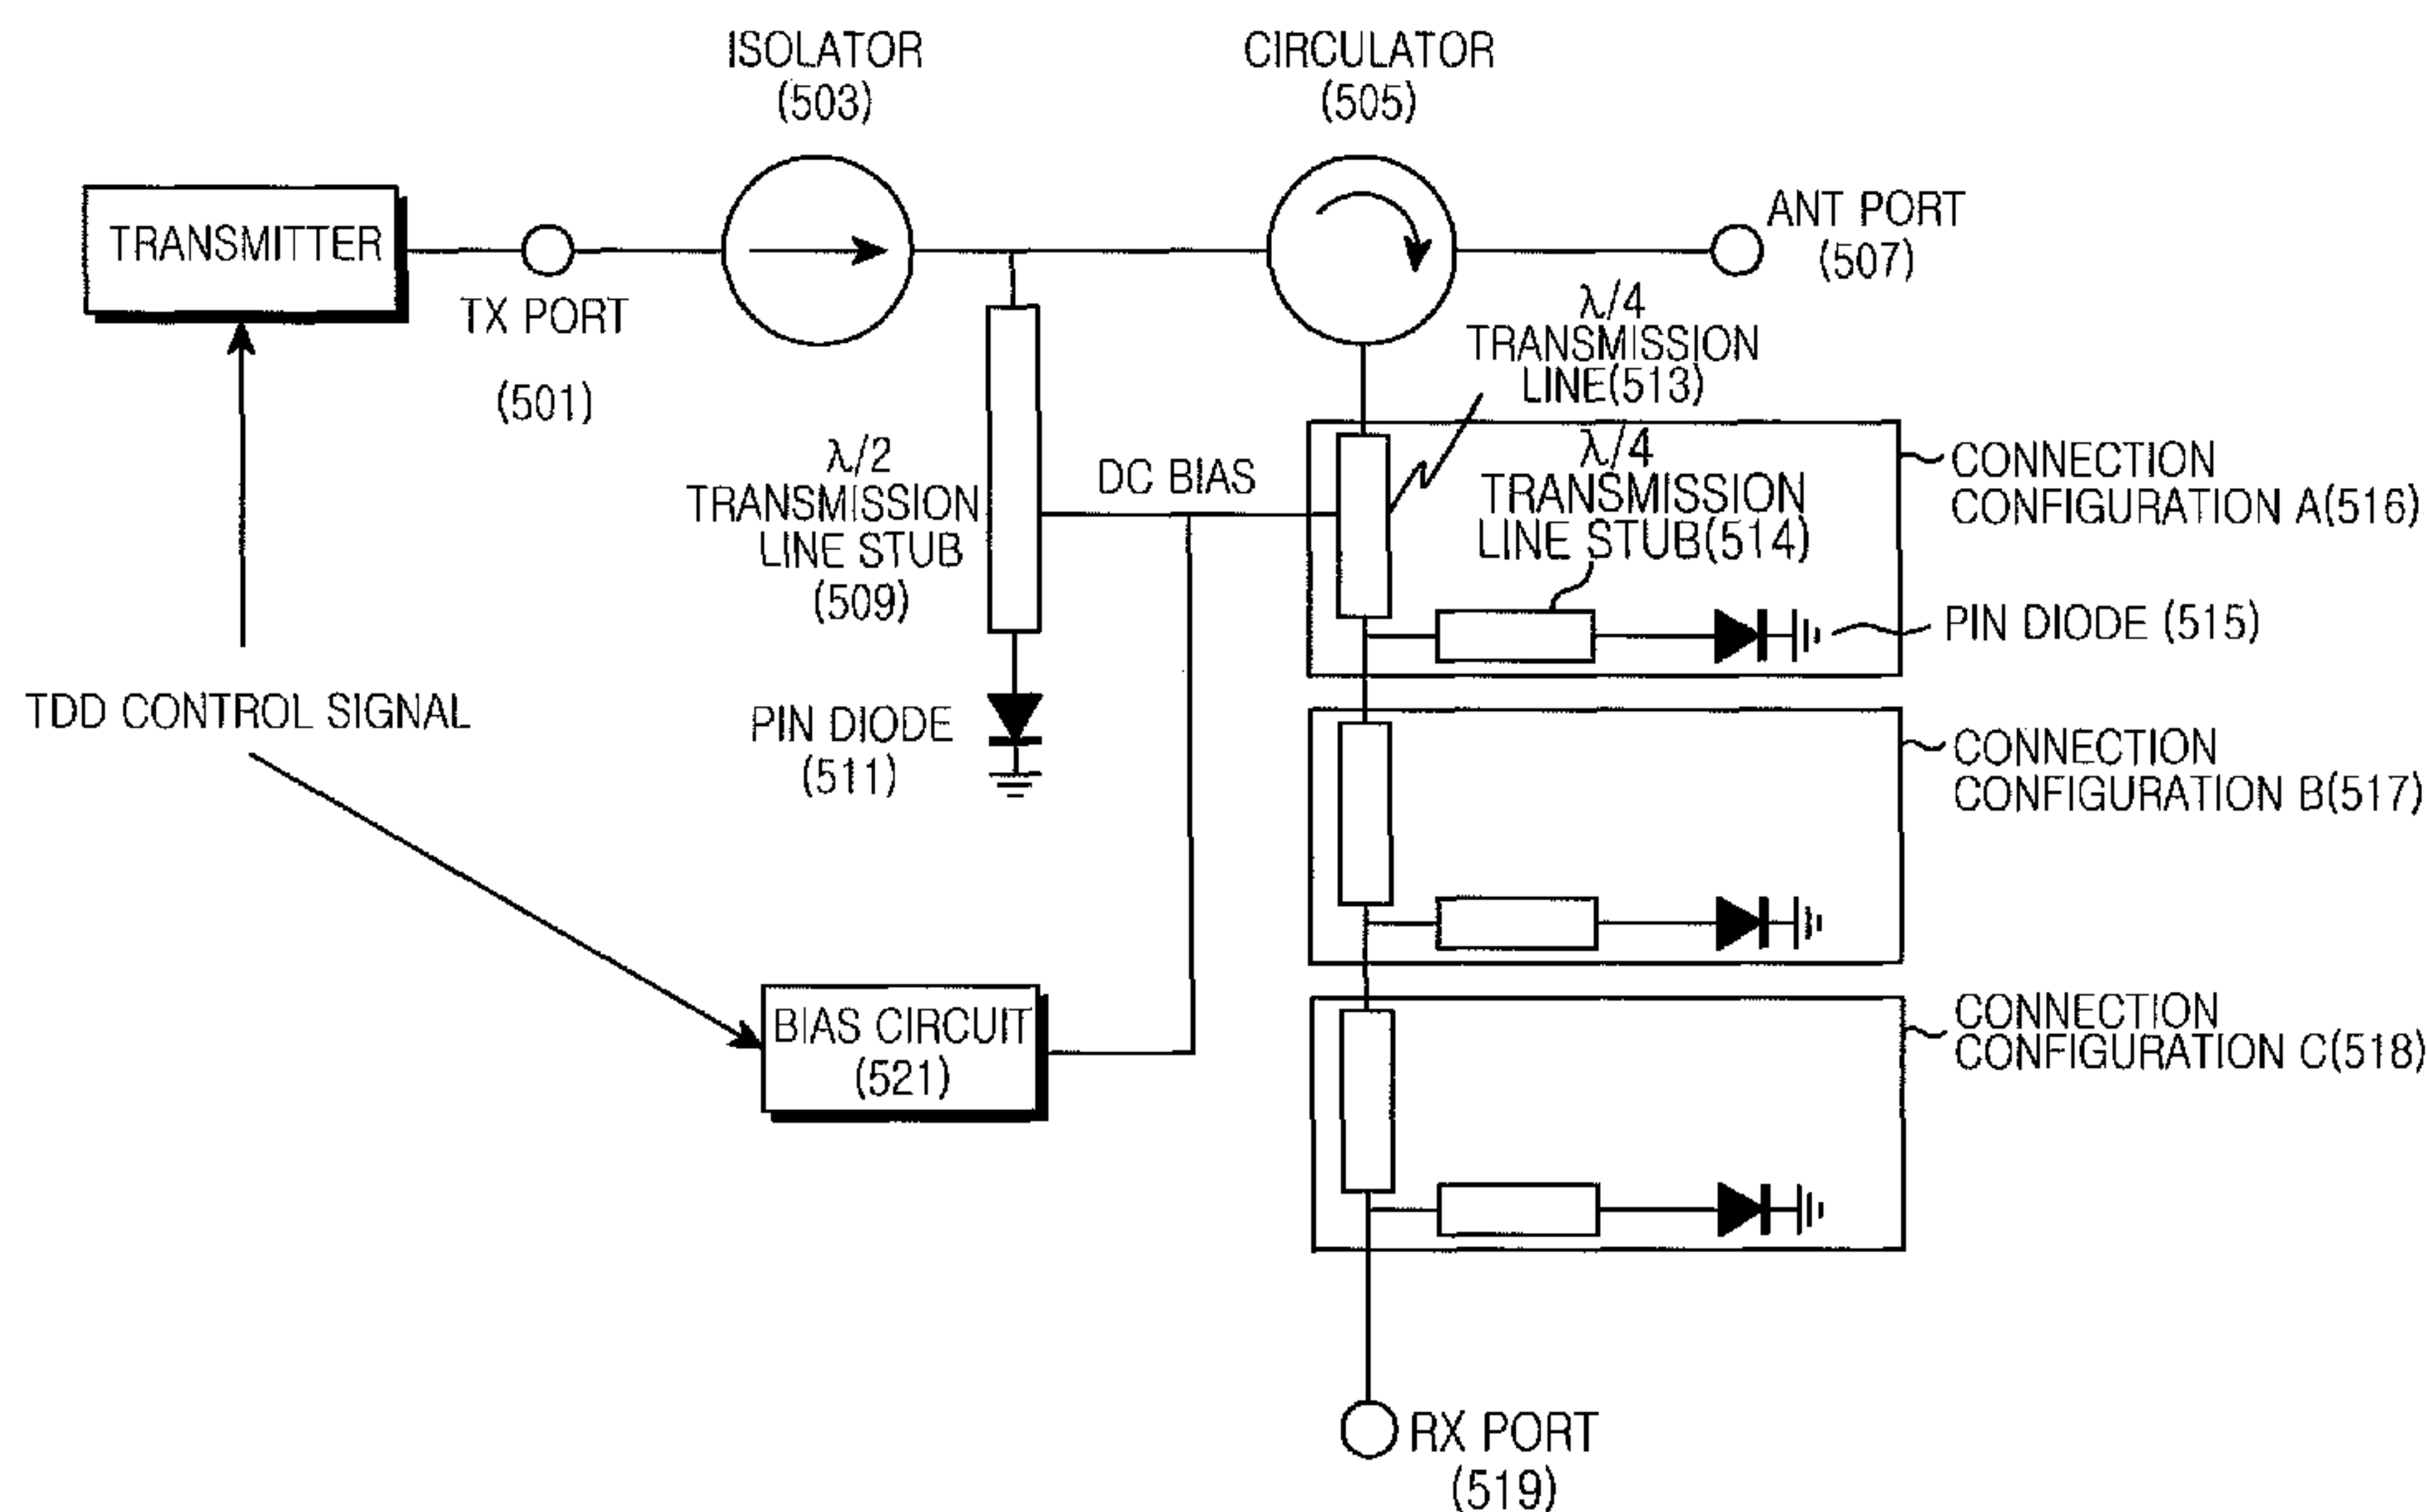 ISOLATOR
(503)
CIRCULATOR
(505)
TRANSMITTER
TX PORT
(501)
ANT PORT
(507)
λ/4
TRANSMISSION
LINE(513)
λ/2
TRANSMISSION
LINE STUB
(509)
DC BIAS
λ/4
TRANSMISSION
LINE STUB(514)
CONNECTION
CONFIGURATION A(516)
PIN DIODE (515)
TDD CONTROL SIGNAL
PIN DIODE
(511)
CONNECTION
CONFIGURATION B(517)
BIAS CIRCUIT
(521)
CONNECTION
CONFIGURATION C(518)
RX PORT
(519)